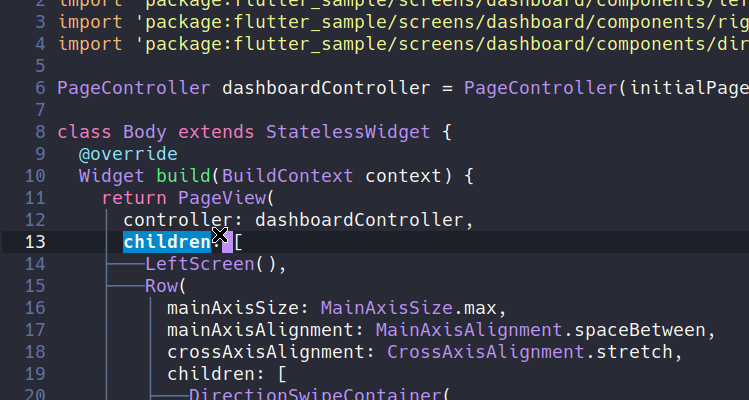 2 import 'package:flutter_sample/screens/dashboard/components/lef
3 import 'package:flutter_sample/screens/dashboard/components/rig
4 import 'package:flutter_sample/screens/dashboard/components/dir
5
6 PageController dashboardController = PageController(initialPage
7
8 class Body extends StatelessWidget {
9 @override
10 Widget build(BuildContext context) {
11 return PageView(
12 controller: dashboardController,
13 children: [
14 LeftScreen(),
15 Row(
16 mainAxisSize: MainAxisSize.max,
17 mainAxisAlignment: MainAxisAlignment.spaceBetween,
18 crossAxisAlignment: CrossAxisAlignment.stretch,
19 children: [
20 DirectionSwipeContainer(